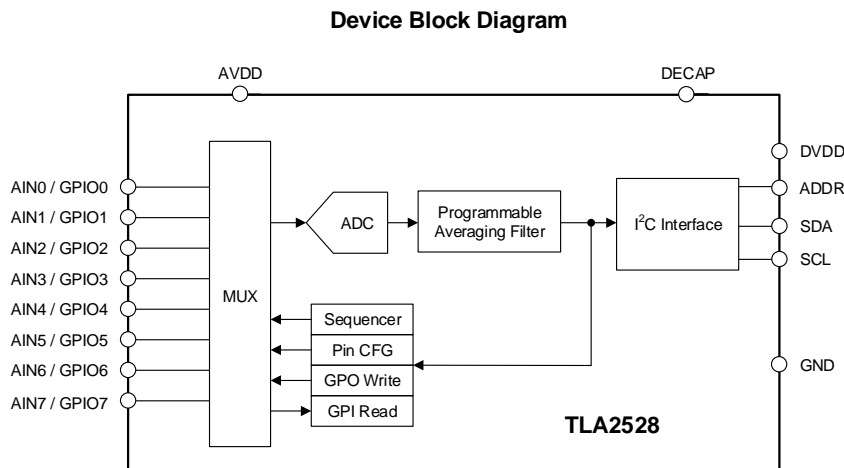 Device Block Diagram
AVDD
DECAP
DVDD
AIN0 / GPIO0
ADDR
AIN1 / GPIO1
ADC
Programmable
Averaging Filter
I²C Interface
SDA
AIN2 / GPIO2
SCL
AIN3 / GPIO3
MUX
AIN4 / GPIO4
Sequencer
AIN5 / GPIO5
Pin CFG
AIN6 / GPIO6
GPO Write
GND
AIN7 / GPIO7
GPI Read
TLA2528